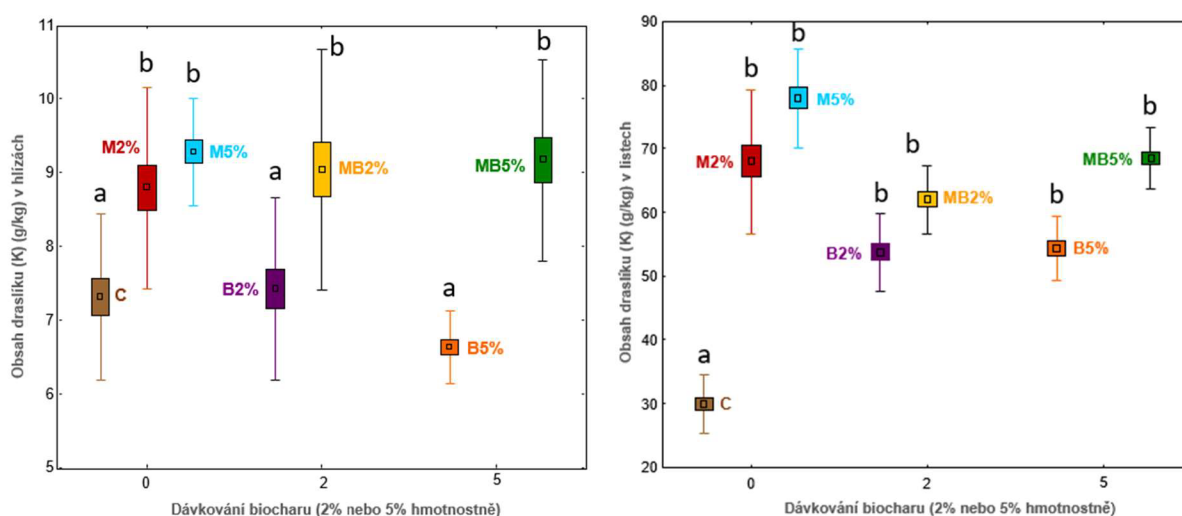 Obsah draslíku (K) (g/kg) v hlízách
11
10
9
8
7
6
5
a
b
b
a
b
a
b
C
M2%
M5%
B2%
MB2%
B5%
MB5%
0
2
5
Dávkování biocharu (2% nebo 5% hmotnostně)
Obsah draslíku (K) (g/kg) v listech
90
80
70
60
50
40
30
20
a
b
b
b
b
b
b
C
M2%
M5%
B2%
MB2%
B5%
MB5%
0
2
5
Dávkování biocharu (2% nebo 5% hmotnostně)